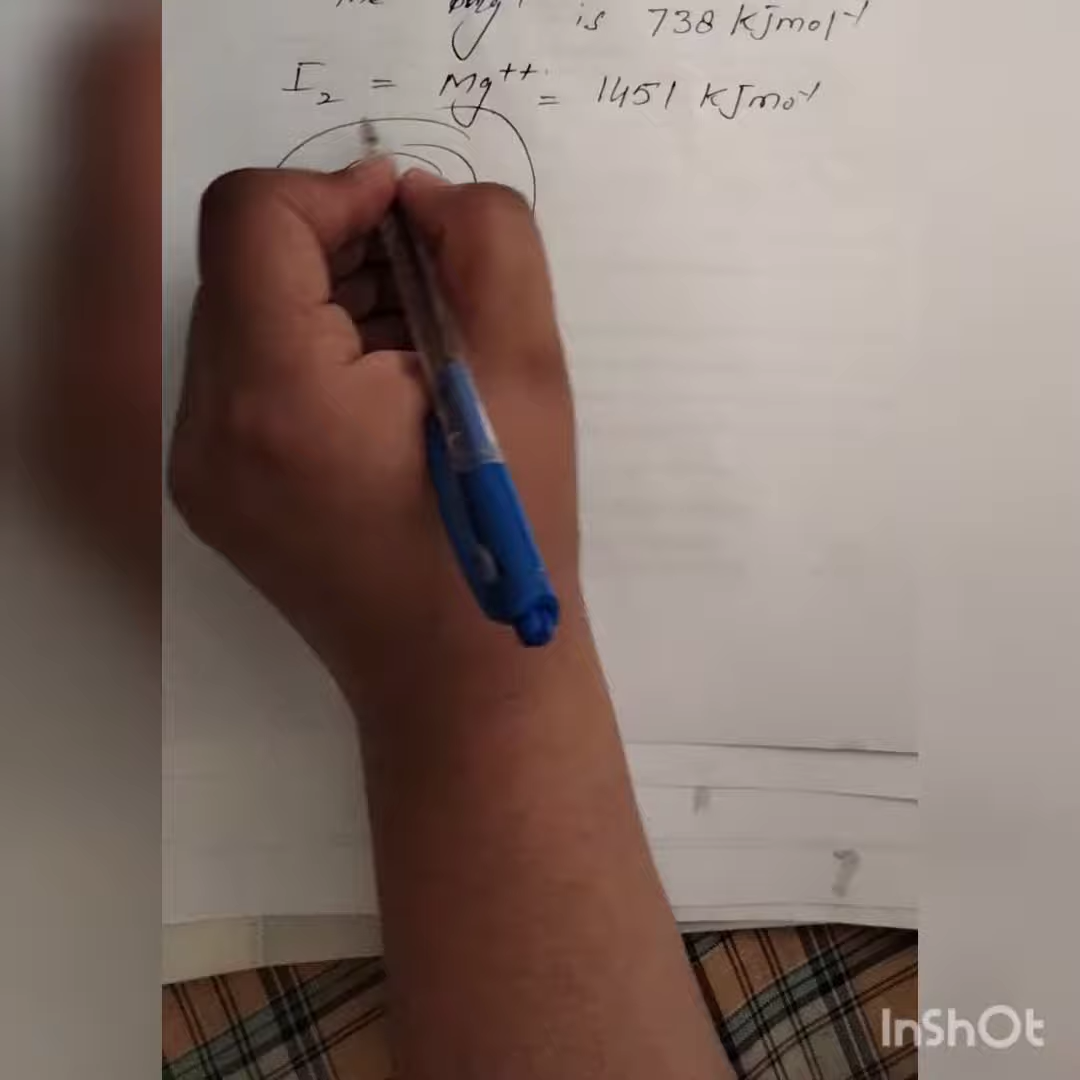 is 738 kjmol⁻¹
I₂ = Mg⁺⁺ = 1451 KJmol⁻¹
InShOt